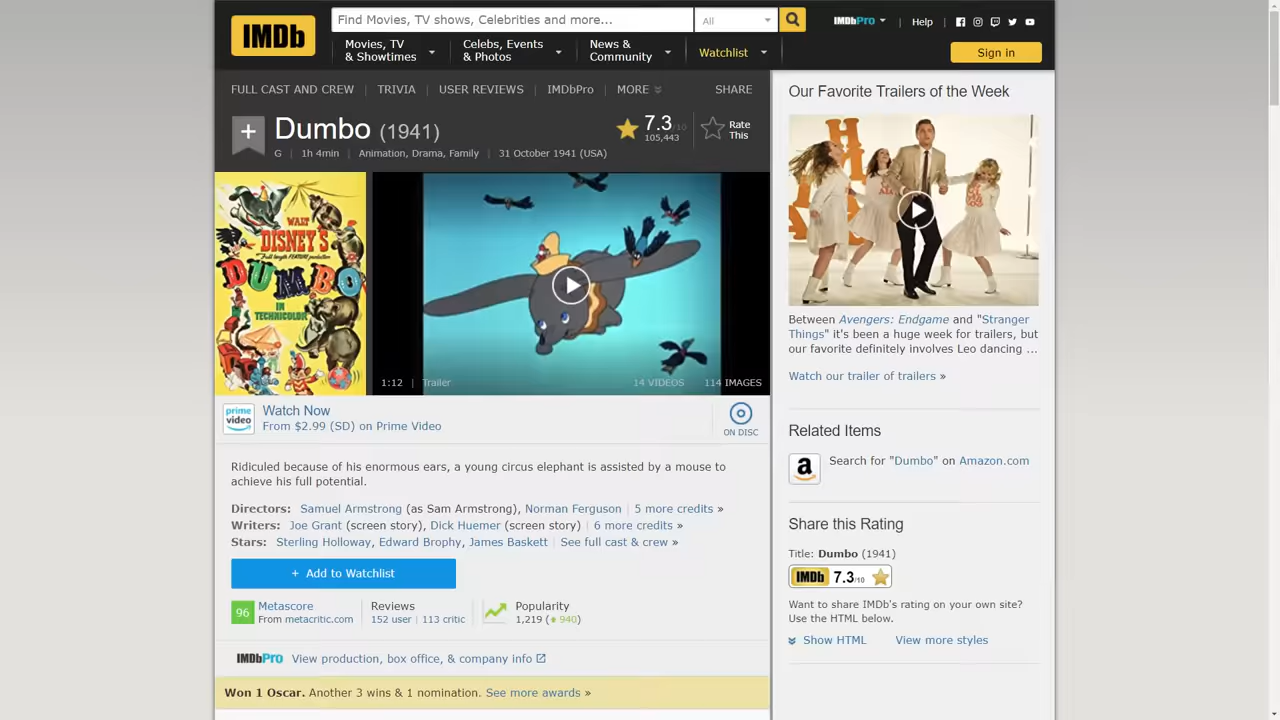 IMDb
Find Movies, TV shows, Celebrities and more...
All
IMDbPro | Help
Movies, TV & Showtimes
Celebs, Events & Photos
News & Community
Watchlist
Sign in
FULL CAST AND CREW | TRIVIA | USER REVIEWS | IMDbPro | MORE
SHARE
+
Dumbo (1941)
G | 1h 4min | Animation, Drama, Family | 31 October 1941 (USA)
7.3/10
105,443
Rate This
WALT
DISNEY'S
Full length FEATURE production
DUMBO
IN
TECHNICOLOR
1:12 | Trailer
14 VIDEOS
114 IMAGES
prime video
Watch Now
From $2.99 (SD) on Prime Video
ON DISC
Ridiculed because of his enormous ears, a young circus elephant is assisted by a mouse to
achieve his full potential.
Directors: Samuel Armstrong (as Sam Armstrong), Norman Ferguson | 5 more credits »
Writers: Joe Grant (screen story), Dick Huemer (screen story) | 6 more credits »
Stars: Sterling Holloway, Edward Brophy, James Baskett | See full cast & crew »
+ Add to Watchlist
96
Metascore
From metacritic.com
Reviews
152 user | 113 critic
Popularity
1,219 (940)
IMDbPro View production, box office, & company info
Won 1 Oscar. Another 3 wins & 1 nomination. See more awards »
Our Favorite Trailers of the Week
Between Avengers: Endgame and "Stranger
Things" it's been a huge week for trailers, but
our favorite definitely involves Leo dancing ...
Watch our trailer of trailers »
Related Items
a
Search for "Dumbo" on Amazon.com
Share this Rating
Title: Dumbo (1941)
IMDb 7.3/10
Want to share IMDb's rating on your own site?
Use the HTML below.
Show HTML
View more styles